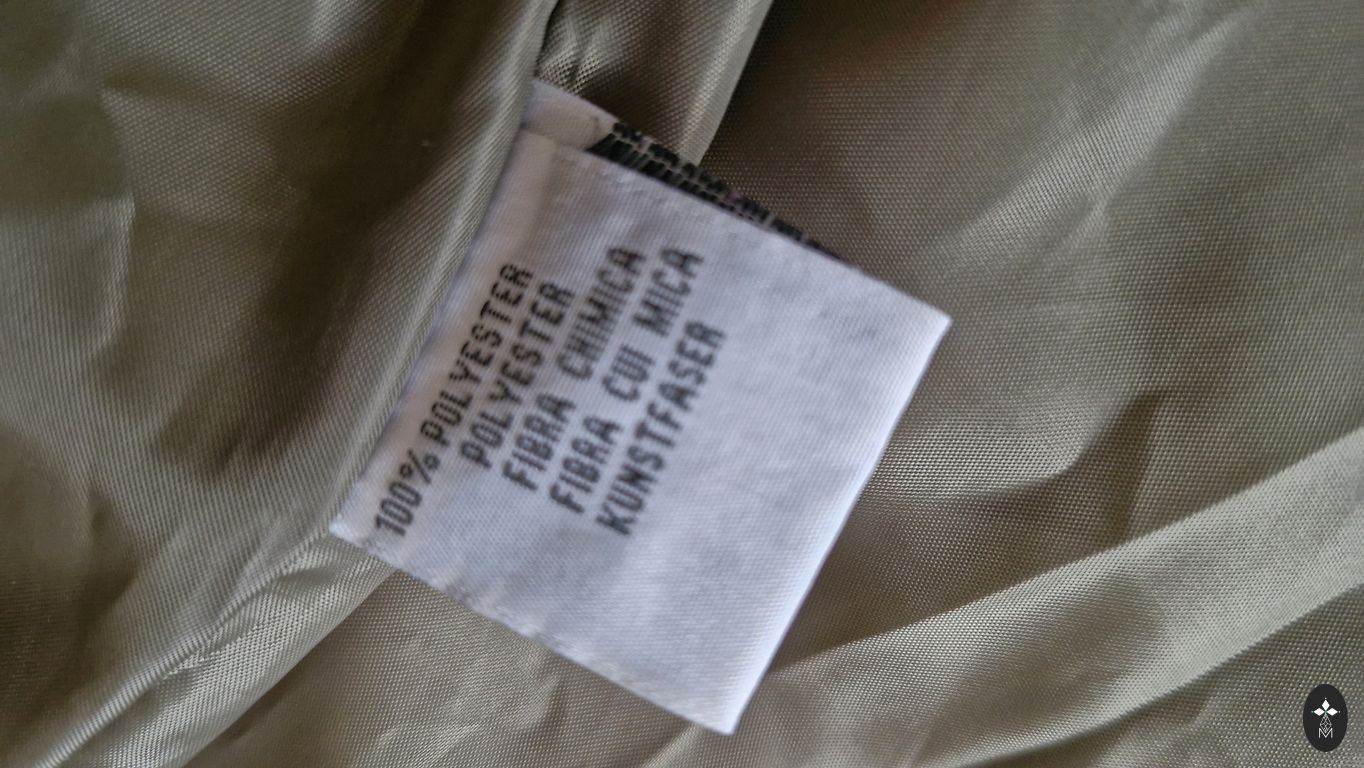 100% POLYESTER
POLYESTER
FIBRA CHIMICA
FIBRA CUI MICA
KUNSTFASER
M